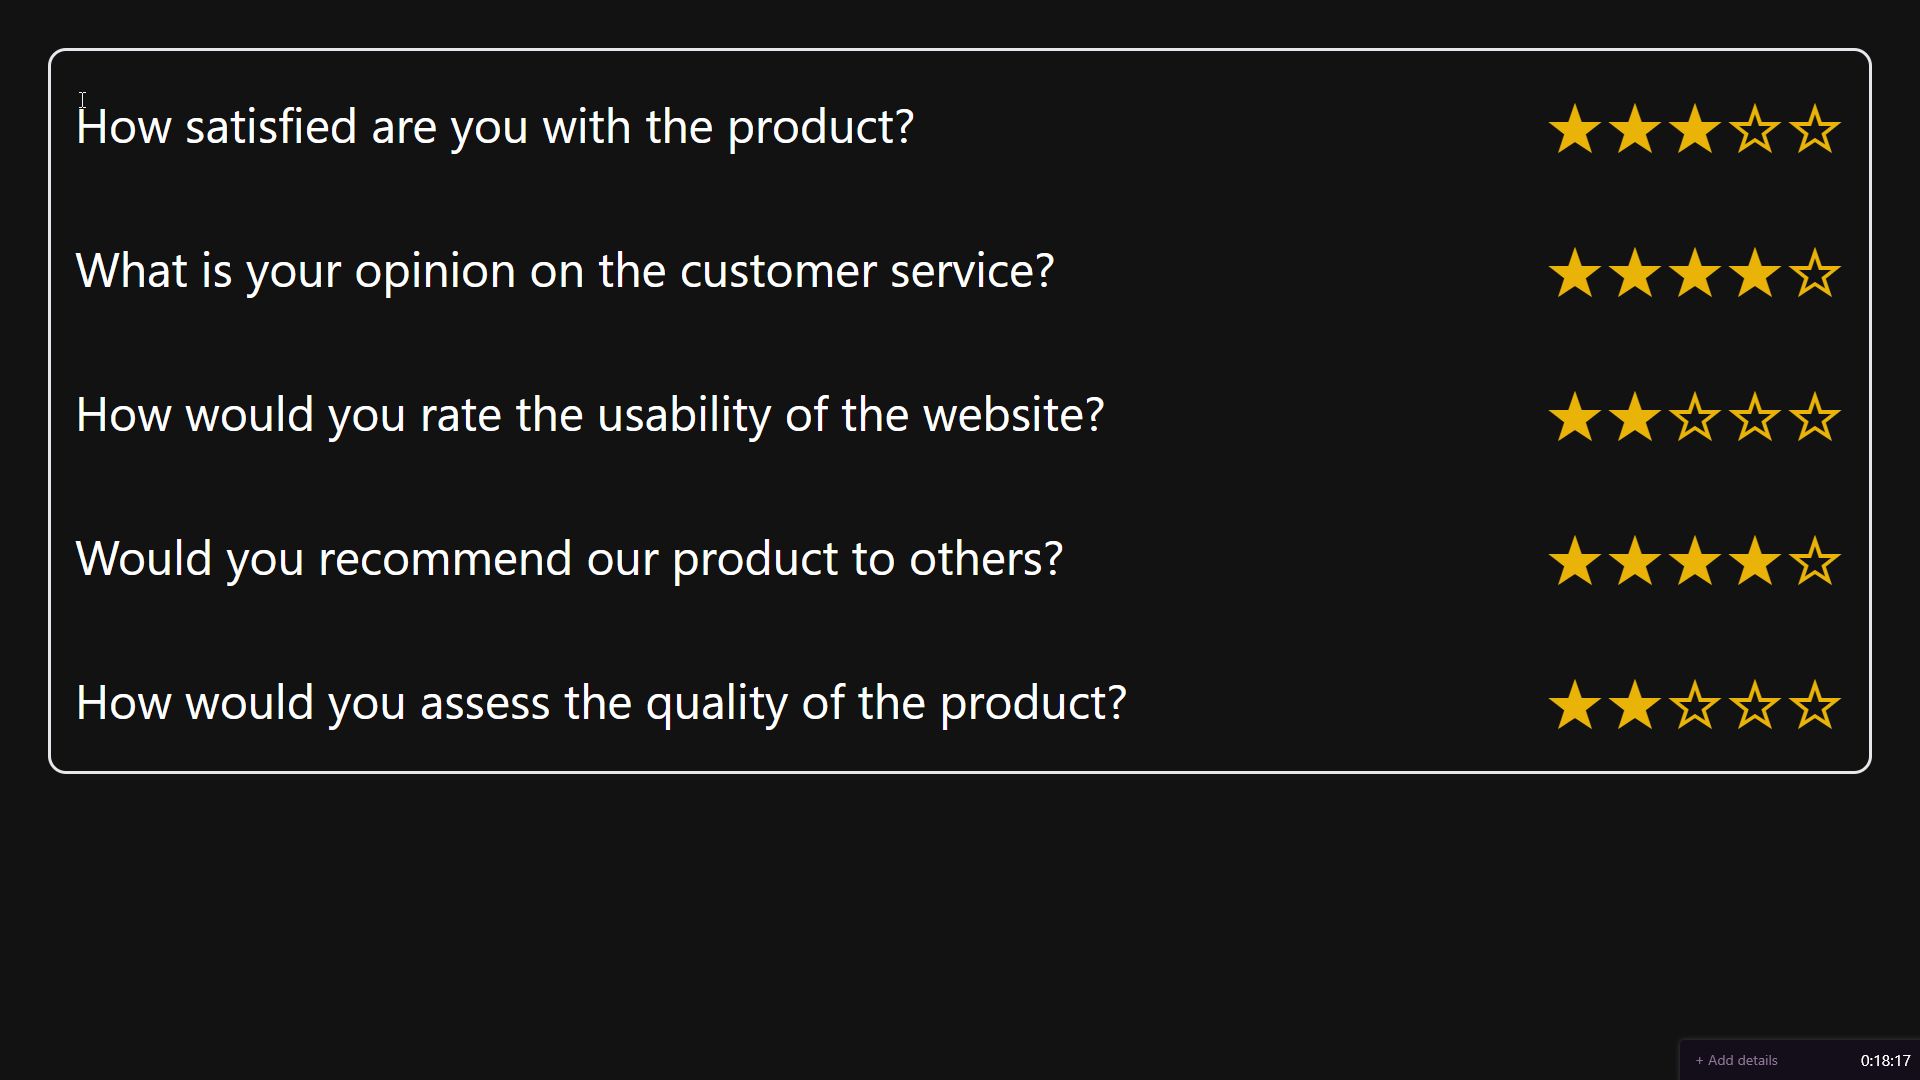 How satisfied are you with the product?
What is your opinion on the customer service?
How would you rate the usability of the website?
Would you recommend our product to others?
How would you assess the quality of the product?
+ Add details 0:18:17